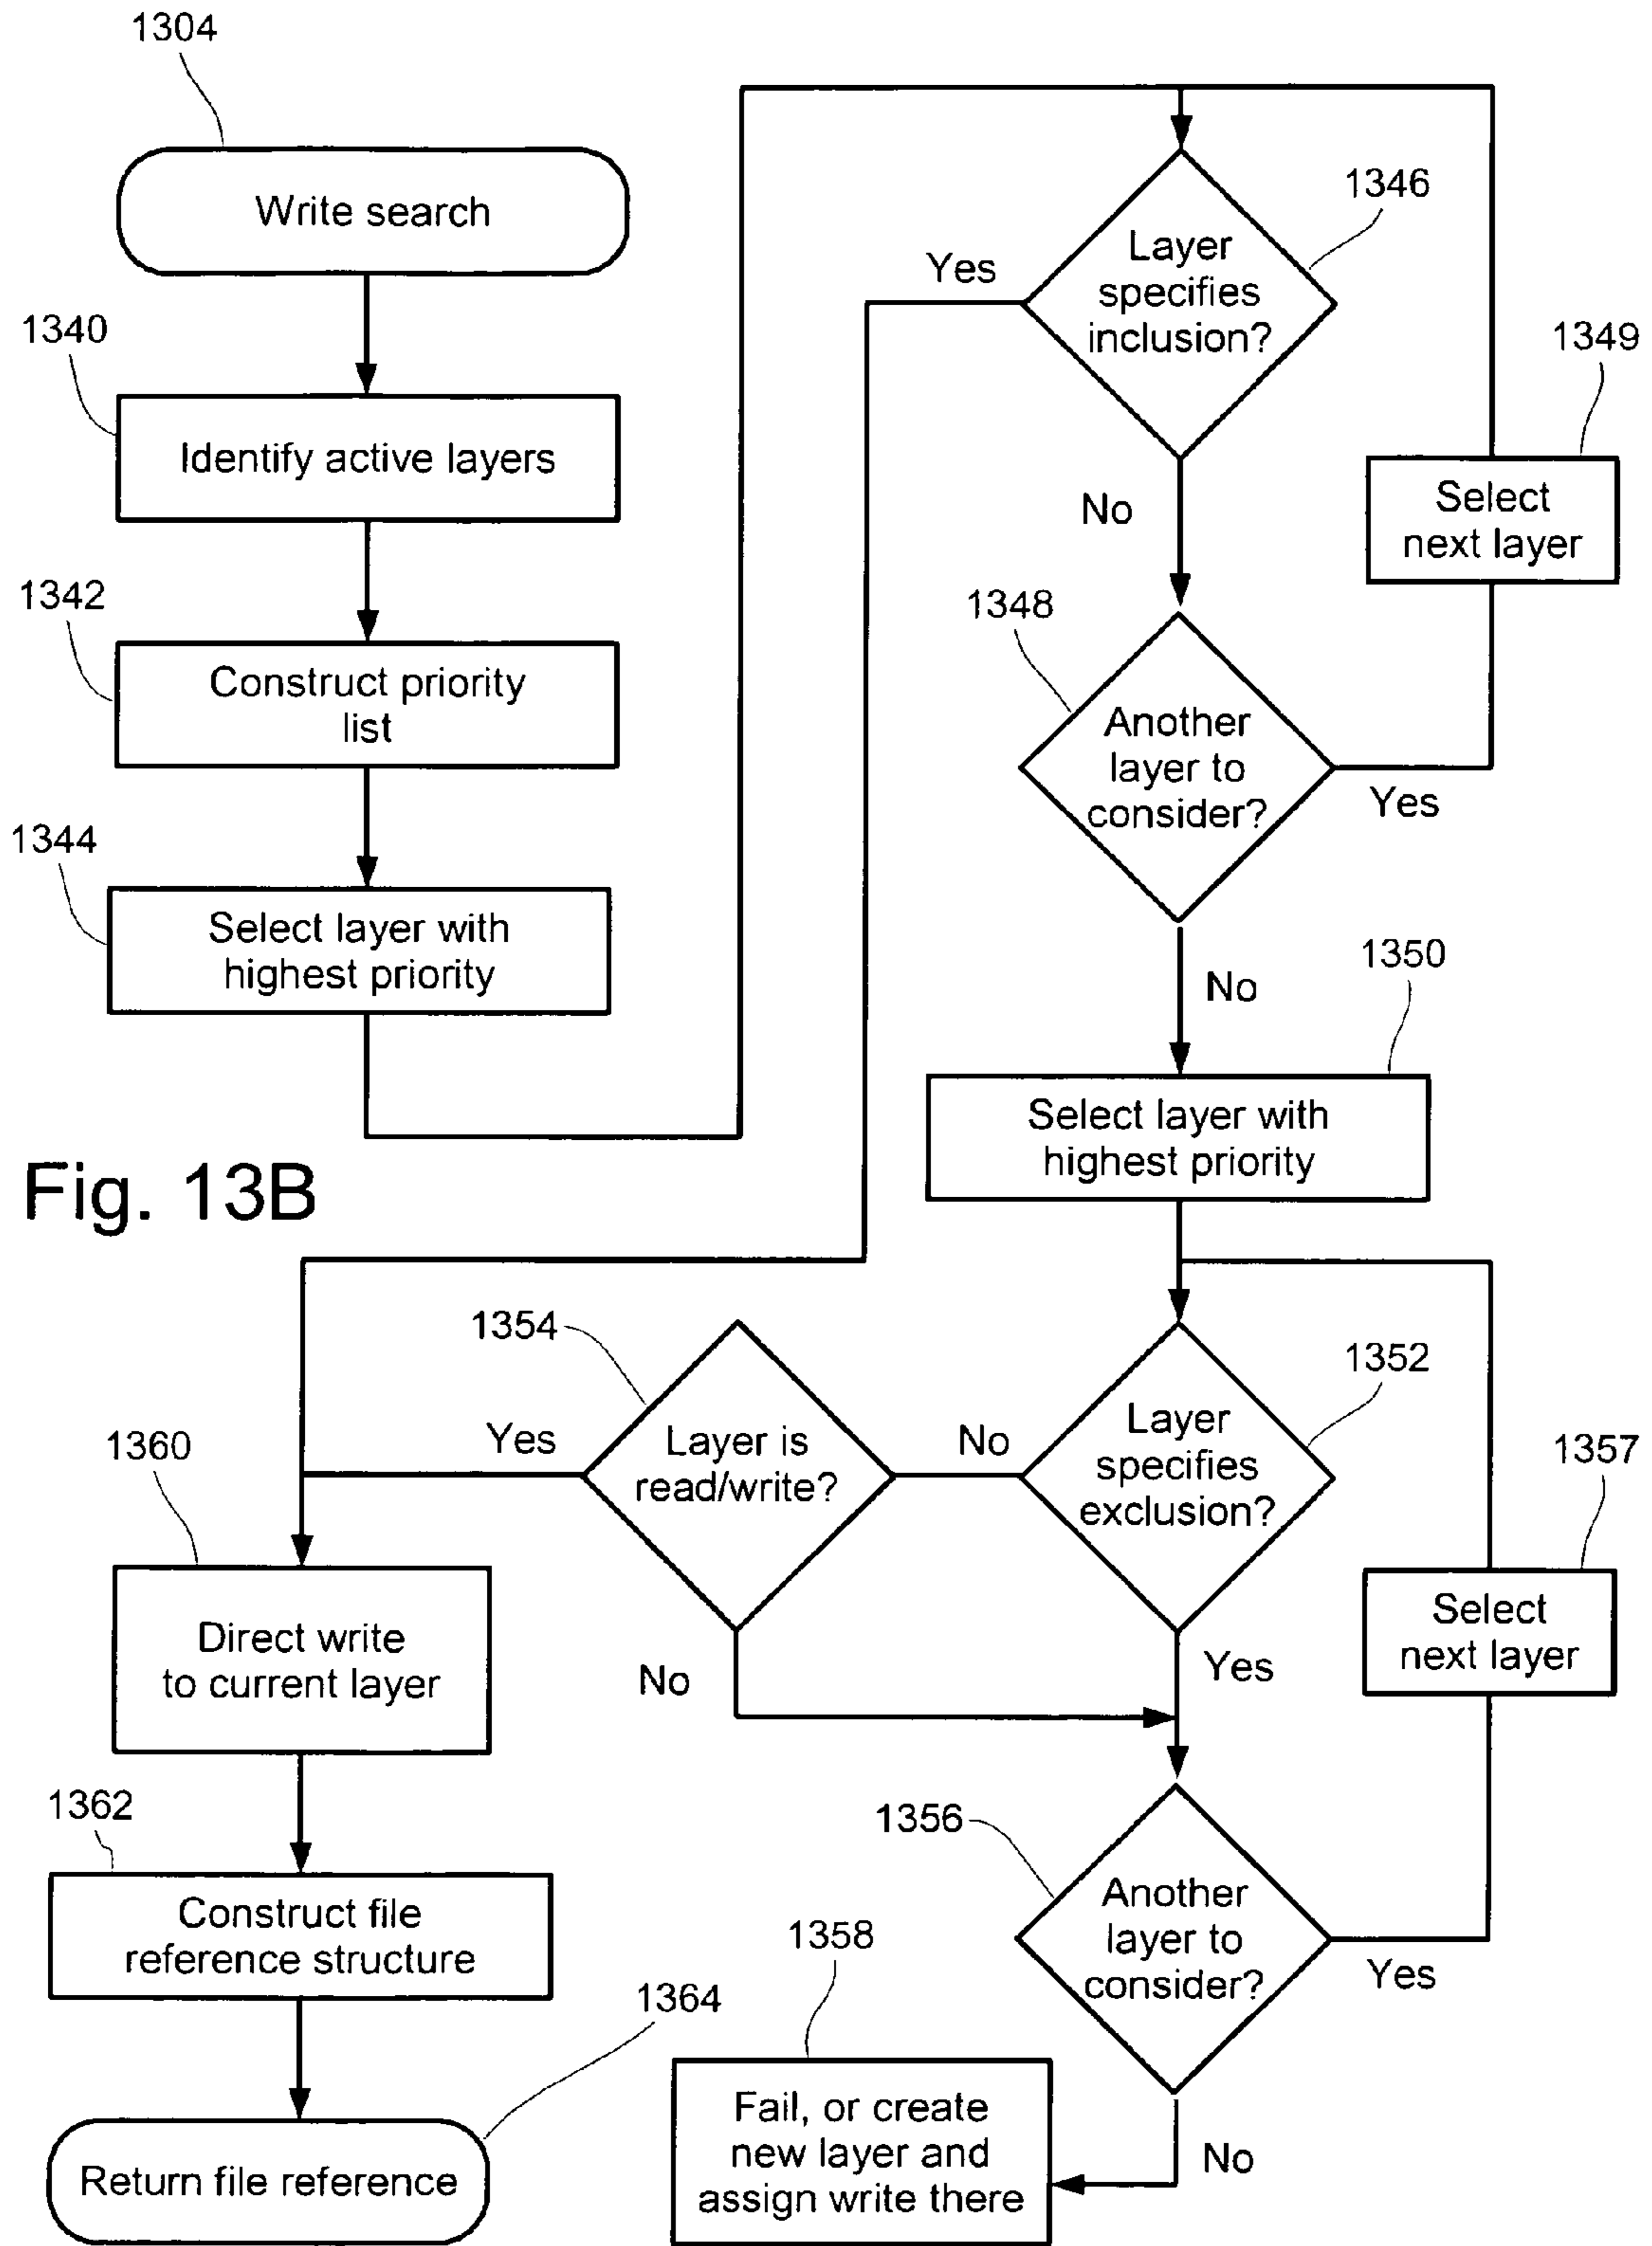 1304
Write search
1340
Identify active layers
1342
Construct priority
list
1344
Select layer with
highest priority
Fig. 13B
1346
Layer
specifies
inclusion?
Yes
No
1349
Select
next layer
1348
Another
layer to
consider?
Yes
No
1350
Select layer with
highest priority
1352
Layer
specifies
exclusion?
No
Yes
1354
Layer is
read/write?
Yes
No
1357
Select
next layer
1356
Another
layer to
consider?
Yes
No
1358
Fail, or create
new layer and
assign write there
1360
Direct write
to current layer
1362
Construct file
reference structure
1364
Return file reference